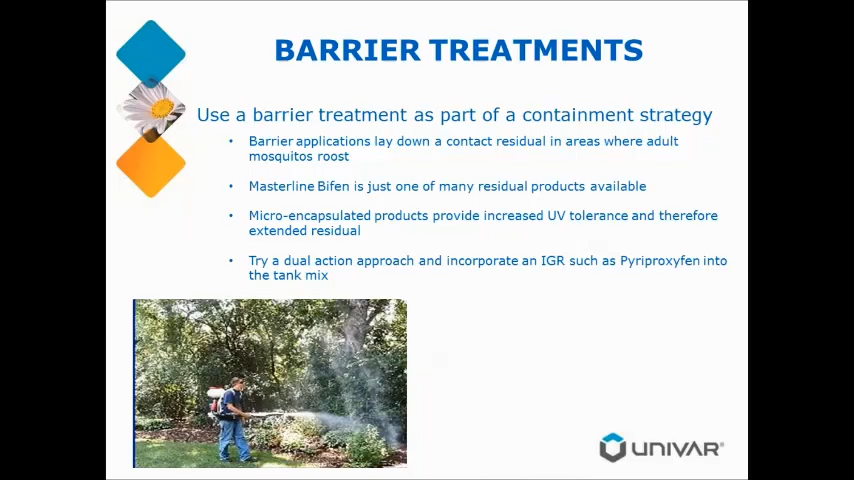 BARRIER TREATMENTS
Use a barrier treatment as part of a containment strategy
• Barrier applications lay down a contact residual in areas where adult
mosquitos roost
• Masterline Bifen is just one of many residual products available
• Micro-encapsulated products provide increased UV tolerance and therefore
extended residual
• Try a dual action approach and incorporate an IGR such as Pyriproxyfen into
the tank mix
UNIVAR®